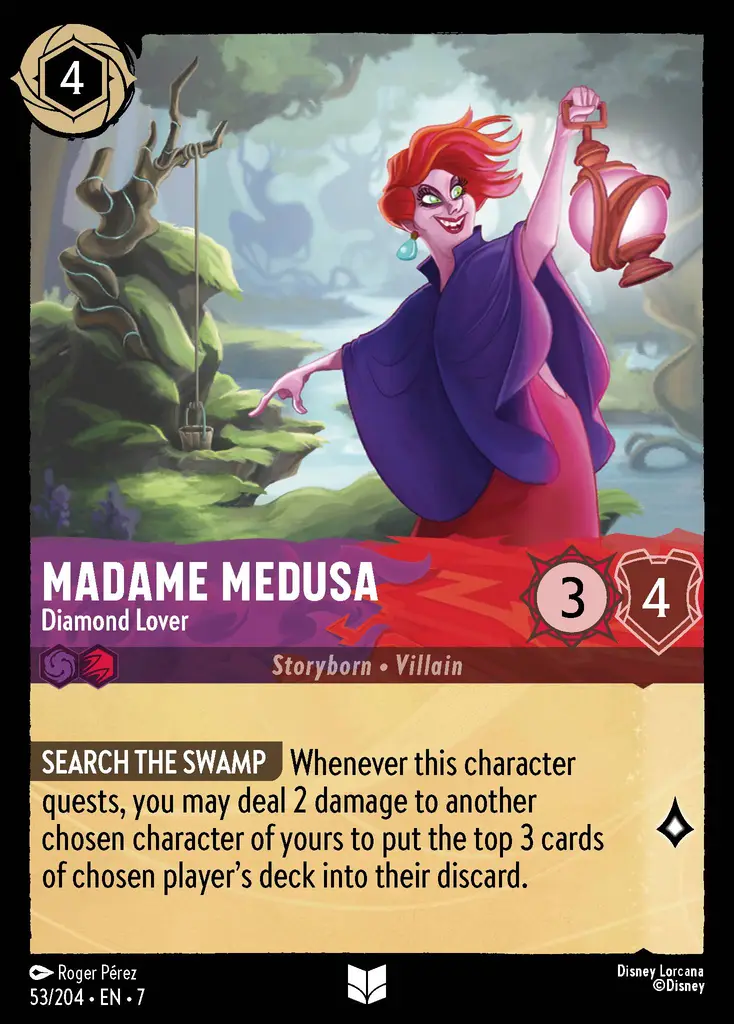 4
MADAME MEDUSA
Diamond Lover
3
4
Storyborn • Villain
SEARCH THE SWAMP Whenever this character
quests, you may deal 2 damage to another
chosen character of yours to put the top 3 cards
of chosen player's deck into their discard.
Roger Pérez
53/204 • EN • 7
Disney Lorcana
©Disney